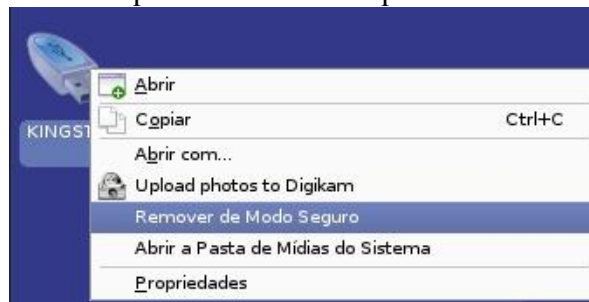 Abrir
Copiar Ctrl+C
KINGST
Abrir com...
Upload photos to Digikam
Remover de Modo Seguro
Abrir a Pasta de Mídias do Sistema
Propriedades